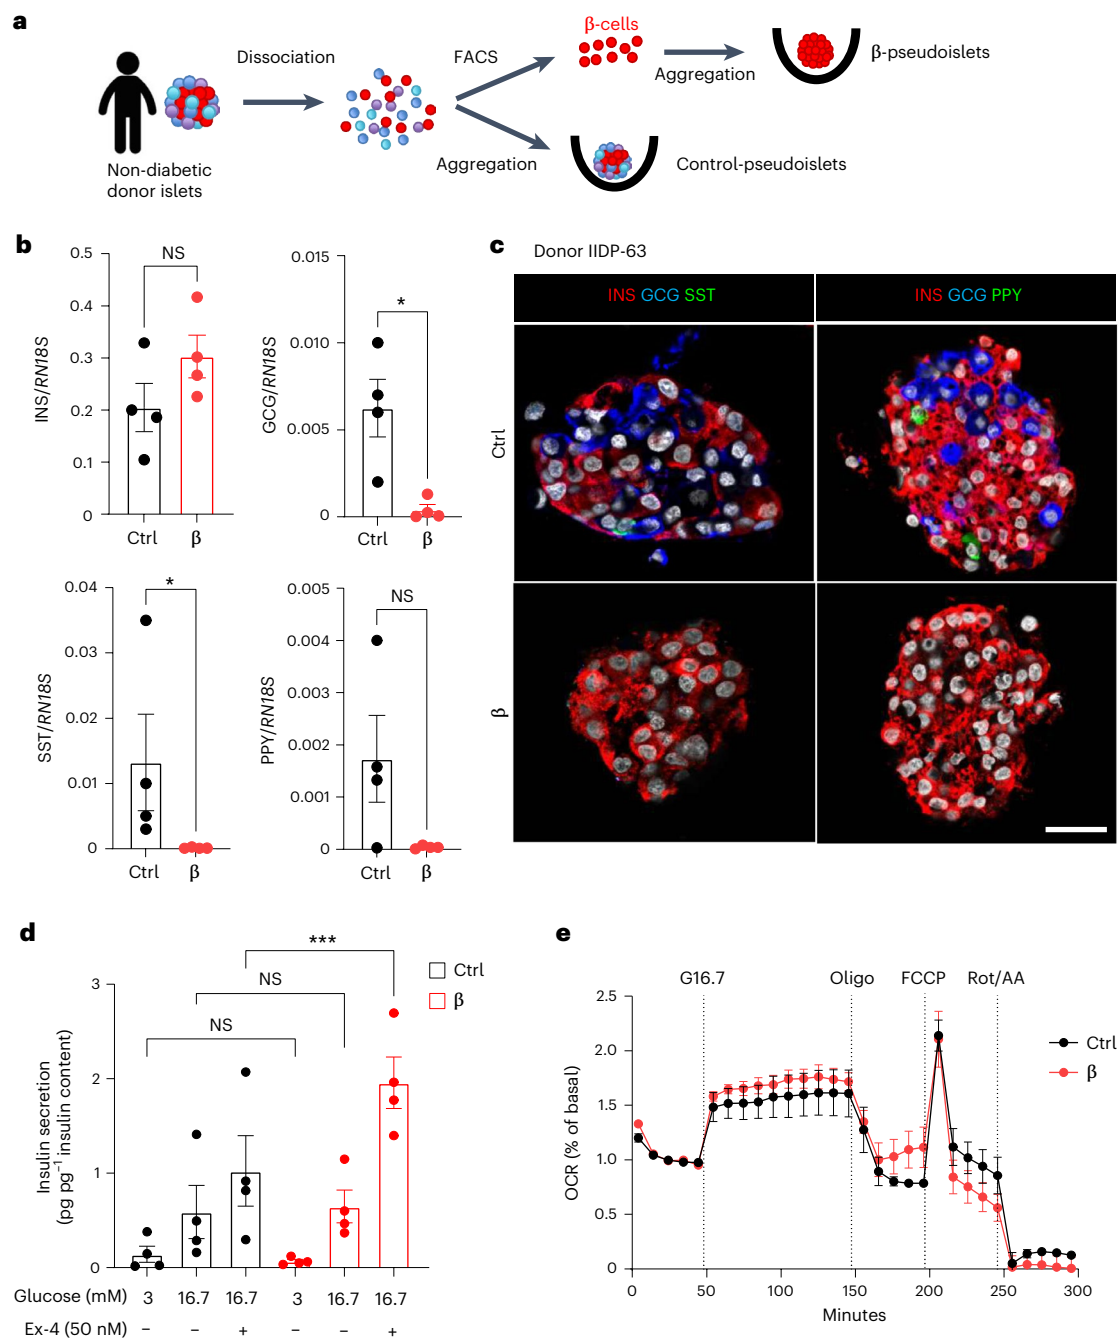 a
Dissociation
FACS
β-cells
Aggregation
β-pseudoislets
Non-diabetic
donor islets
Aggregation
Control-pseudoislets
b
INS/RN18S
0.5
0.4
0.3
0.2
0.1
0
NS
Ctrl
β
GCG/RN18S
0.015
0.010
0.005
0
*
Ctrl
β
SST/RN18S
0.04
0.03
0.02
0.01
0
*
Ctrl
β
PPY/RN18S
0.005
0.004
0.003
0.002
0.001
0
NS
Ctrl
β
c
Donor IIDP-63
INS GCG SST
INS GCG PPY
Ctrl
β
d
Insulin secretion
(pg pg⁻¹ insulin content)
3
2
1
0
***
NS
NS
Ctrl
β
Glucose (mM) 3 16.7 16.7 3 16.7 16.7
Ex-4 (50 nM) – – + – – +
e
OCR (% of basal)
2.5
2.0
1.5
1.0
0.5
0
G16.7
Oligo
FCCP
Rot/AA
Ctrl
β
0 50 100 150 200 250 300
Minutes